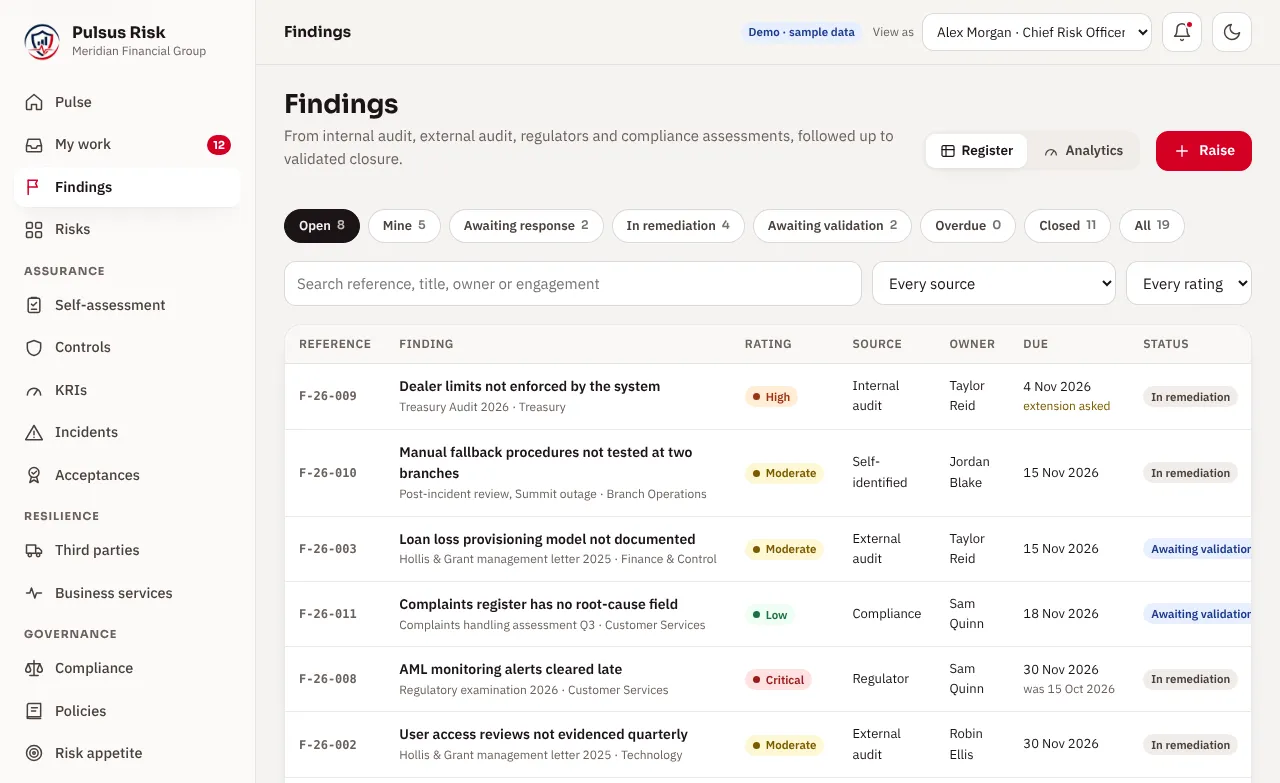 Pulsus Risk
Meridian Financial Group
Pulse
My work 12
Findings
Risks
ASSURANCE
Self-assessment
Controls
KRIs
Incidents
Acceptances
RESILIENCE
Third parties
Business services
GOVERNANCE
Compliance
Policies
Risk appetite
Findings
Demo · sample data
View as
Alex Morgan · Chief Risk Officer
Findings
From internal audit, external audit, regulators and compliance assessments, followed up to
validated closure.
Register
Analytics
Raise
Open 8
Mine 5
Awaiting response 2
In remediation 4
Awaiting validation 2
Overdue 0
Closed 11
All 19
Search reference, title, owner or engagement
Every source
Every rating
REFERENCE FINDING RATING SOURCE OWNER DUE STATUS
F-26-009
Dealer limits not enforced by the system
Treasury Audit 2026 · Treasury
High
Internal
audit
Taylor
Reid
4 Nov 2026
extension asked
In remediation
F-26-010
Manual fallback procedures not tested at two
branches
Post-incident review, Summit outage · Branch Operations
Moderate
Self-
identified
Jordan
Blake
15 Nov 2026
In remediation
F-26-003
Loan loss provisioning model not documented
Hollis & Grant management letter 2025 · Finance & Control
Moderate
External
audit
Taylor
Reid
15 Nov 2026
Awaiting validation
F-26-011
Complaints register has no root-cause field
Complaints handling assessment Q3 · Customer Services
Low
Compliance
Sam
Quinn
18 Nov 2026
Awaiting validation
F-26-008
AML monitoring alerts cleared late
Regulatory examination 2026 · Customer Services
Critical
Regulator
Sam
Quinn
30 Nov 2026
was 15 Oct 2026
In remediation
F-26-002
User access reviews not evidenced quarterly
Hollis & Grant management letter 2025 · Technology
Moderate
External
audit
Robin
Ellis
30 Nov 2026
In remediation